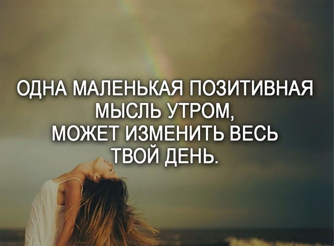 ОДНА МАЛЕНЬКАЯ ПОЗИТИВНАЯ
МЫСЛЬ УТРОМ,
МОЖЕТ ИЗМЕНИТЬ ВЕСЬ
ТВОЙ ДЕНЬ.